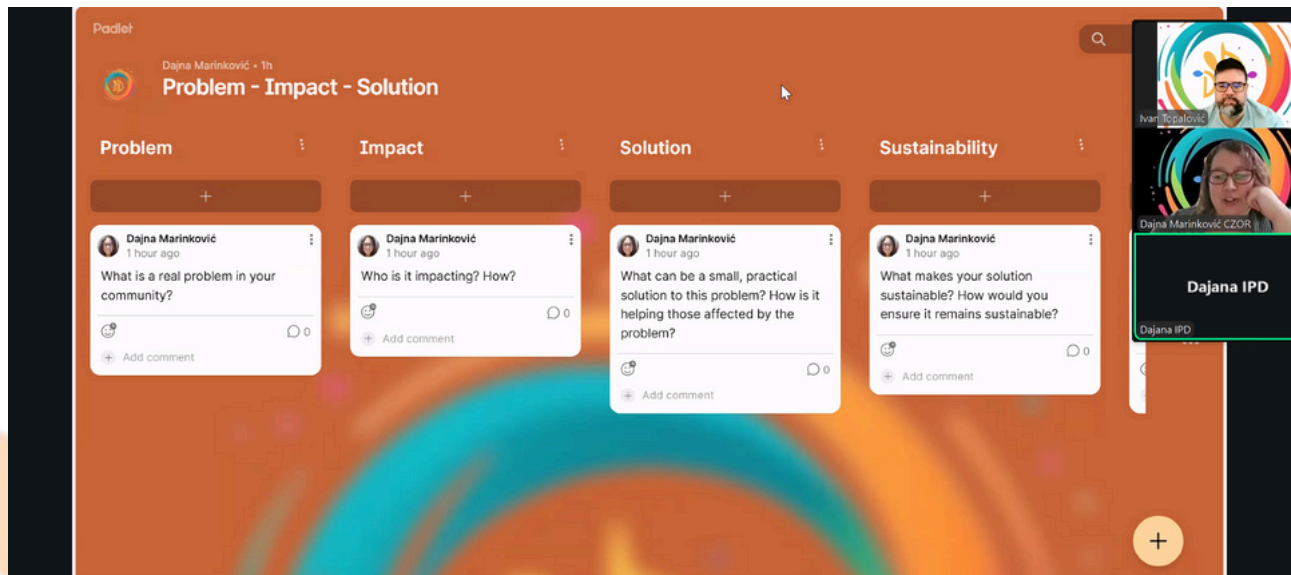 Padlet
Dajna Marinković • 1h
Problem - Impact - Solution
Problem
Dajna Marinković
1 hour ago
What is a real problem in your
community?
0
Add comment
Impact
Dajna Marinković
1 hour ago
Who is it impacting? How?
0
Add comment
Solution
Dajna Marinković
1 hour ago
What can be a small, practical
solution to this problem? How is it
helping those affected by the
problem?
0
Add comment
Sustainability
Dajna Marinković
1 hour ago
What makes your solution
sustainable? How would you
ensure it remains sustainable?
0
Add comment
Ivan Topalović
Dajna Marinković CZOR
Dajana IPD
Dajana IPD